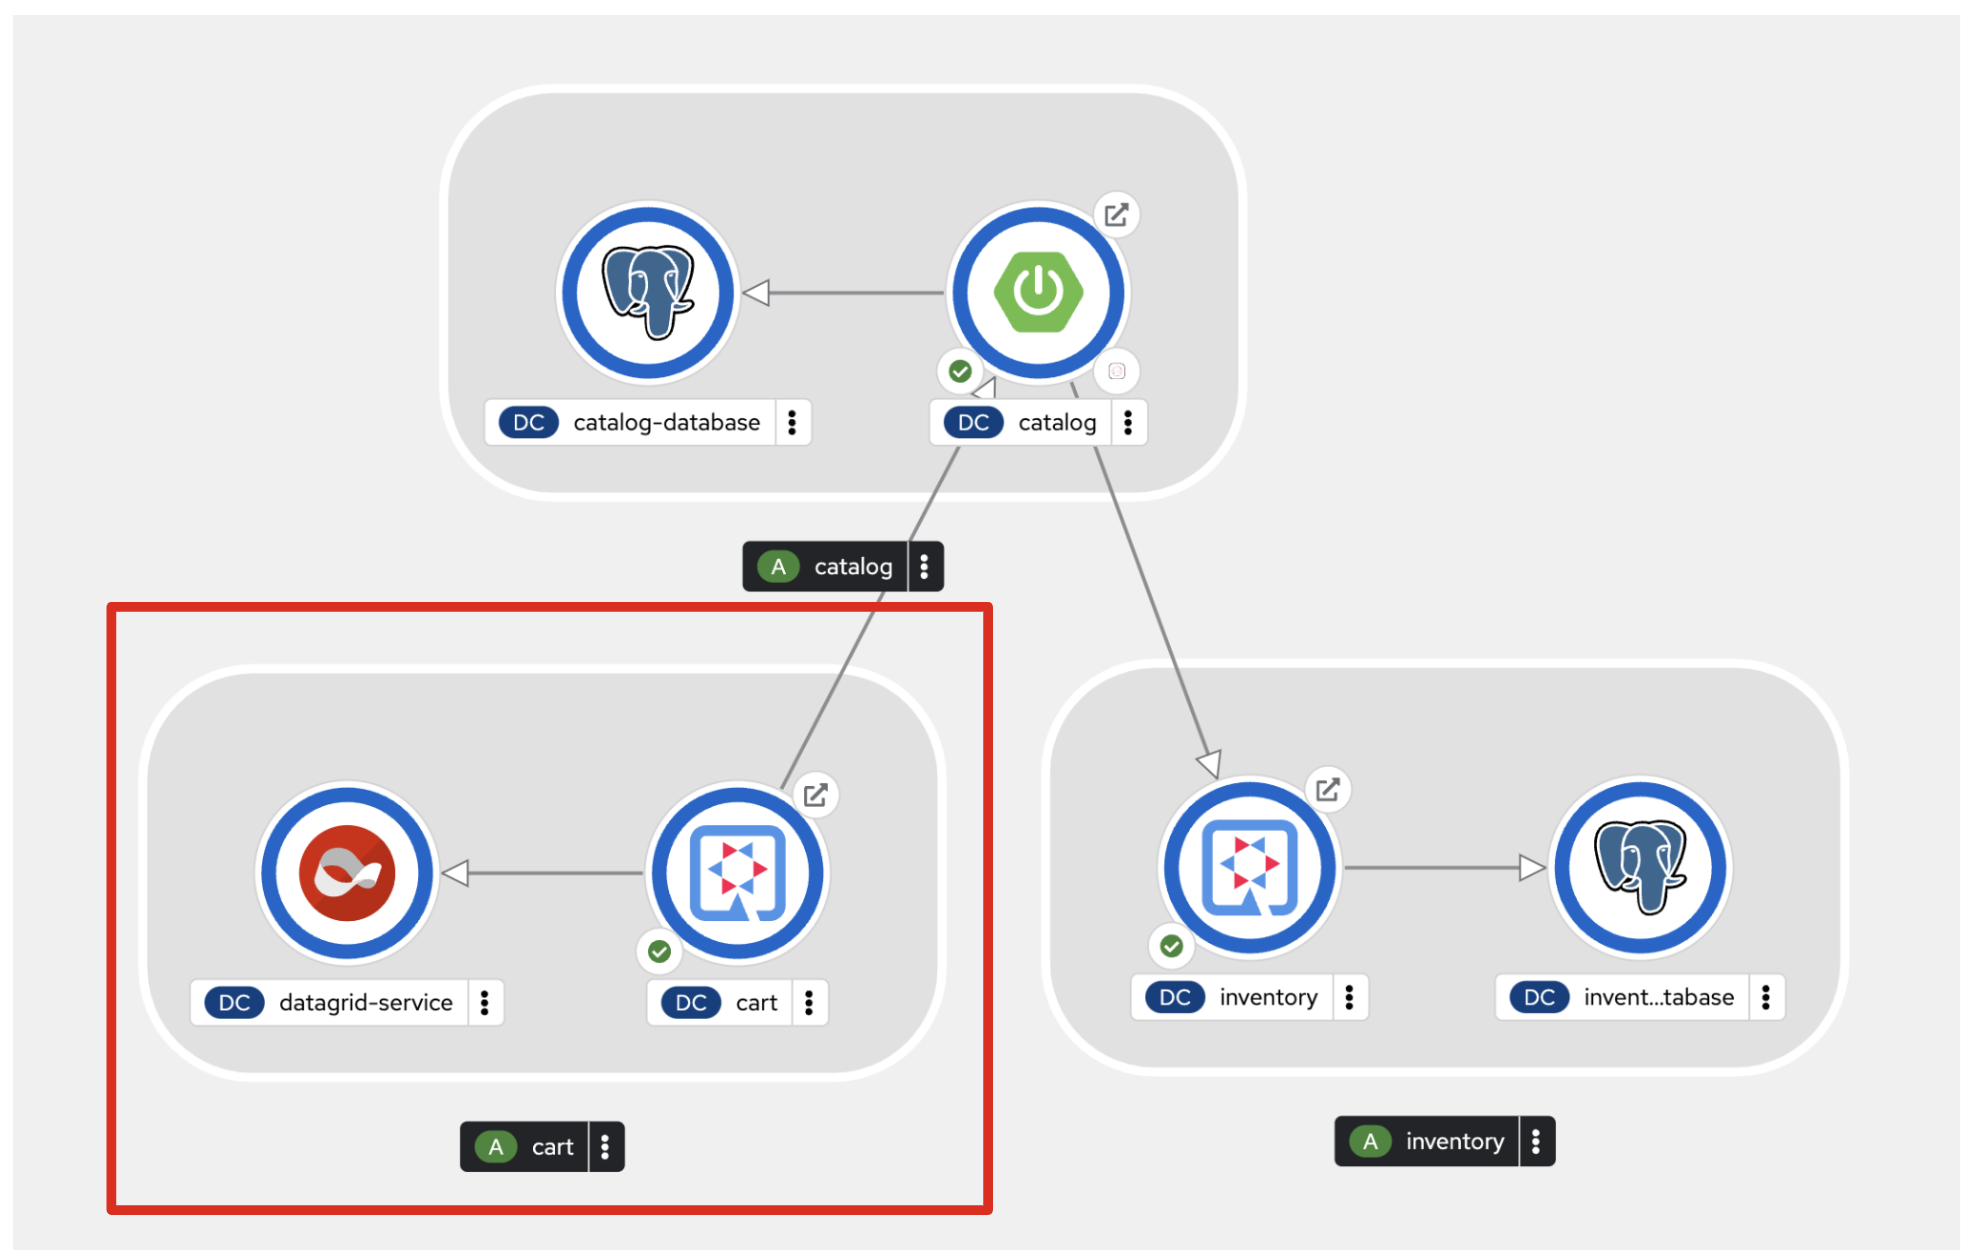 DC catalog-database
DC catalog
A catalog
DC datagrid-service
DC cart
DC inventory
DC invent...tabase
A cart
A inventory